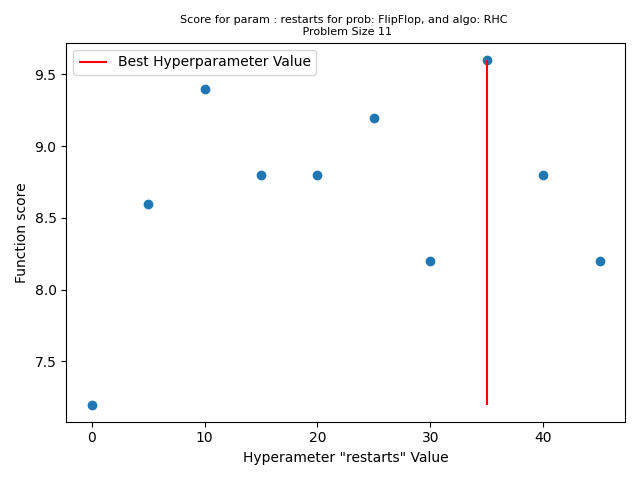 Score for param : restarts for prob: FlipFlop, and algo: RHC
Problem Size 11
Best Hyperparameter Value
9.5
9.0
8.5
8.0
7.5
Function score
0 10 20 30 40
Hyperameter "restarts" Value